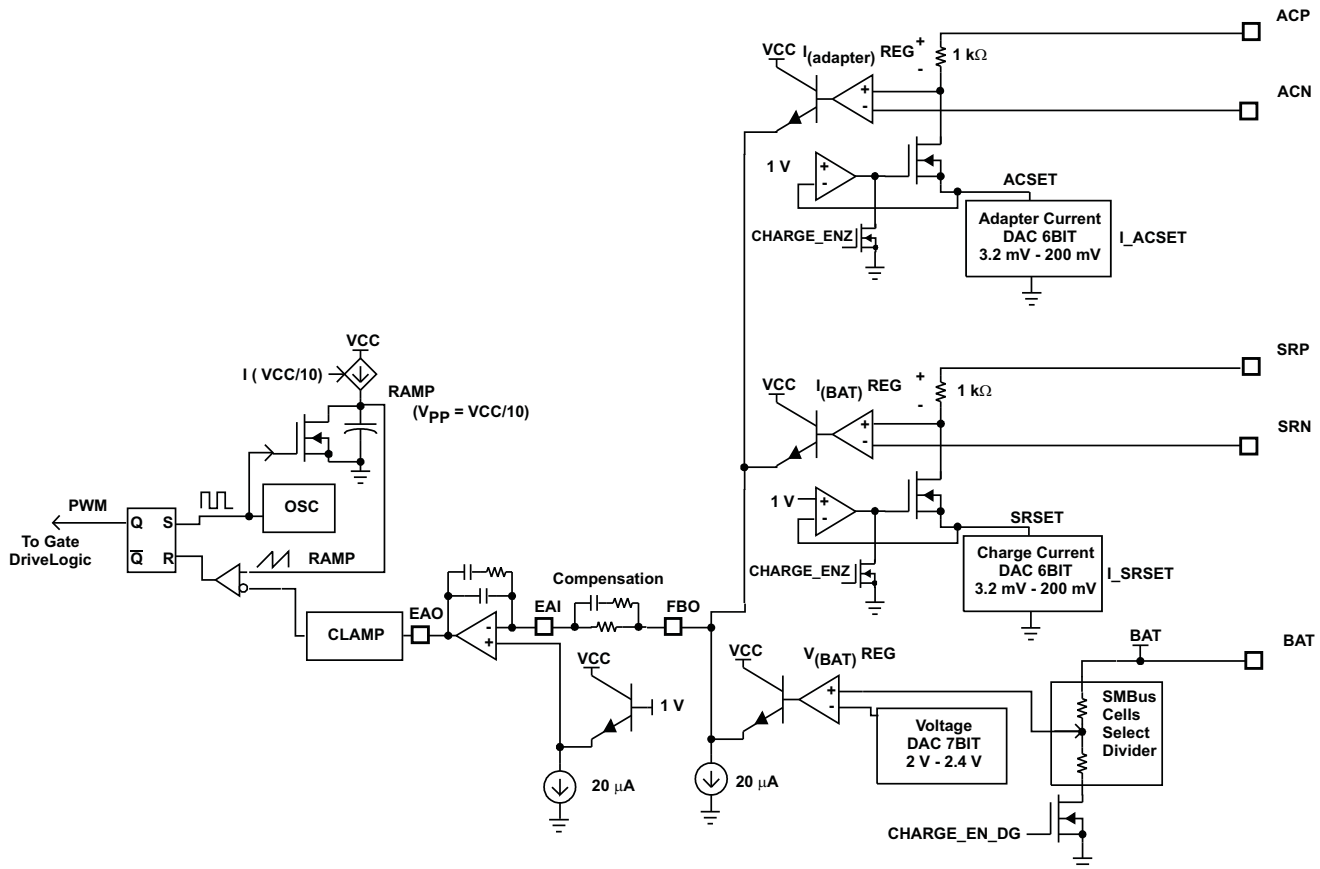 ACP
VCC I(adapter) REG + 1 kΩ
-
ACN
+
-
1 V
+
-
ACSET
Adapter Current
DAC 6BIT
3.2 mV - 200 mV
I_ACSET
CHARGE_ENZ
SRP
VCC I(BAT) REG + 1 kΩ
-
SRN
+
-
1 V
+
-
SRSET
Charge Current
DAC 6BIT
3.2 mV - 200 mV
I_SRSET
CHARGE_ENZ
VCC
I ( VCC/10)
RAMP
(VPP = VCC/10)
OSC
PWM
Q S
Q̅ R
To Gate
DriveLogic
RAMP
CLAMP
EAO
-
+
EAI
Compensation
FBO
VCC
1 V
20 µA
VCC
V(BAT) REG
+
-
20 µA
Voltage
DAC 7BIT
2 V - 2.4 V
BAT
BAT
SMBus
Cells
Select
Divider
CHARGE_EN_DG